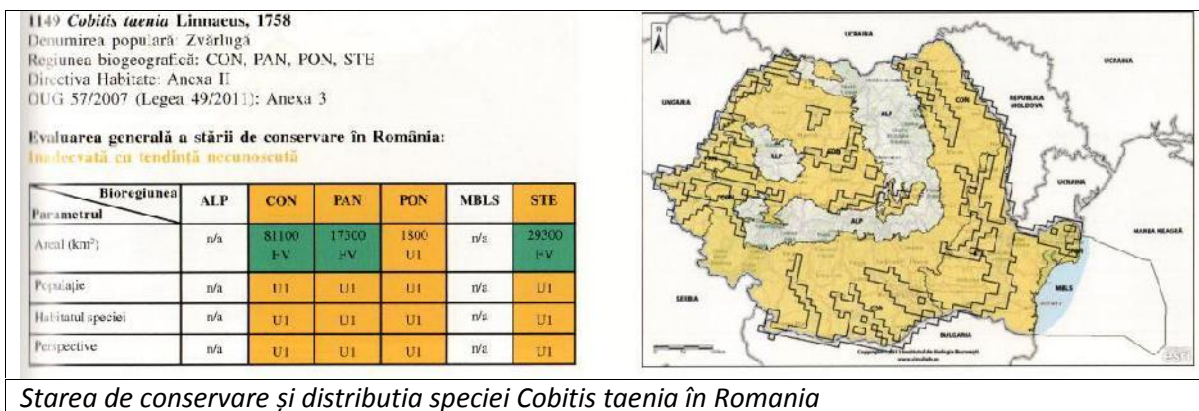 1149 Cobitis taenia Linnaeus, 1758
Denumirea populară: Zvârlugă
Regiunea biogeografică: CON, PAN, PON, STE
Directiva Habitate: Anexa II
OUG 57/2007 (Legea 49/2011): Anexa 3
Evaluarea generală a stării de conservare în România:
Inadecvată cu tendință necunoscută
Bioregiunea
Parametrul
ALP CON PAN PON MBLS STE
Areal (km²) n/a 81100 FV 17300 FV 1800 U1 n/a 29300 FV
Populație n/a U1 U1 U1 n/a U1
Habitatul speciei n/a U1 U1 U1 n/a U1
Perspective n/a U1 U1 U1 n/a U1
N
UCRAINA
UCRAINA
UNGARIA
CON
REPUBLICA
MOLDOVA
ALP
CON
ALP
UCRAINA
ALP
MAREA NEAGRĂ
SERBIA
MBLS
BULGARIA
esri
Starea de conservare și distributia speciei Cobitis taenia în Romania